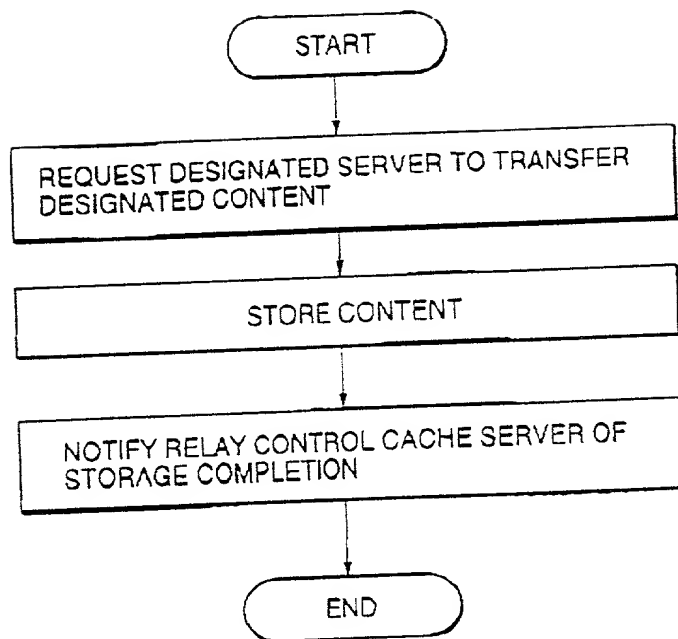 START
REQUEST DESIGNATED SERVER TO TRANSFER
DESIGNATED CONTENT
STORE CONTENT
NOTIFY RELAY CONTROL CACHE SERVER OF
STORAGE COMPLETION
END